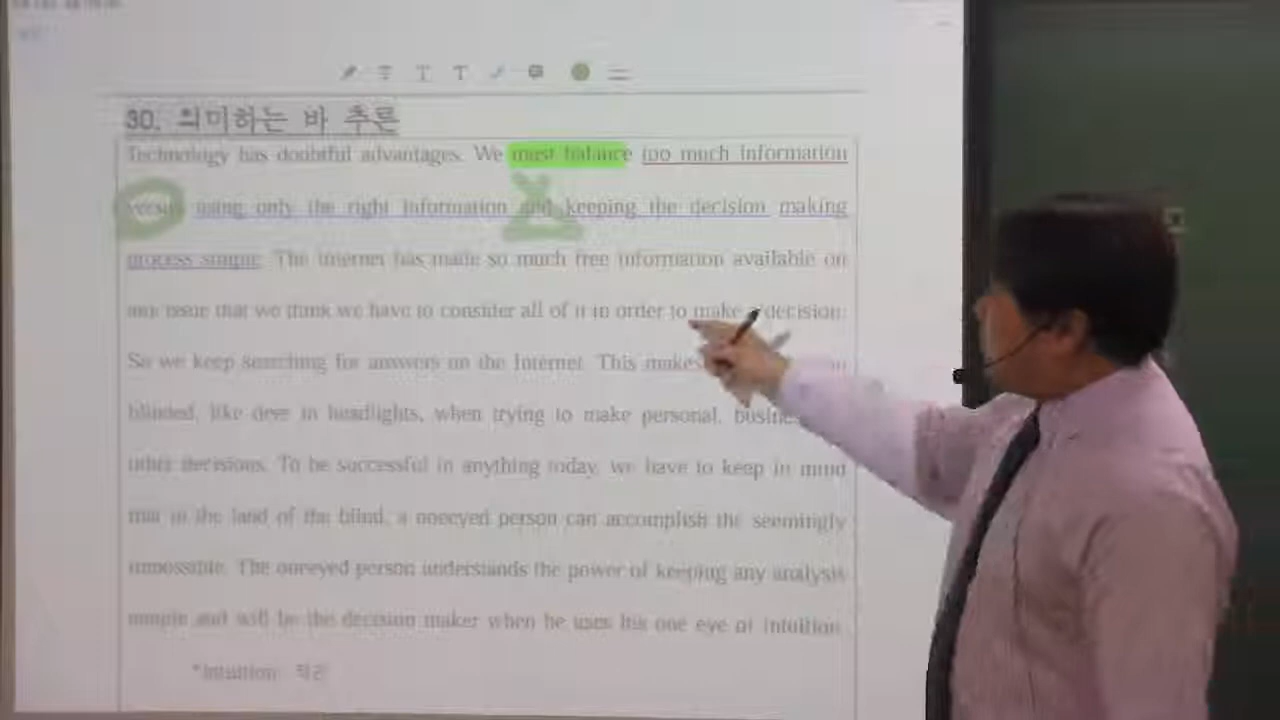 30. 의미하는 바 추론
Technology has doubtful advantages. We must balance too much information
versus using only the right information and keeping the decision making
process simple. The Internet has made so much free information available on
any issue that we think we have to consider all of it in order to make a decision.
So we keep searching for answers on the Internet. This makes
blinded, like deer in headlights, when trying to make personal, business
other decisions. To be successful in anything today, we have to keep in mind
that in the land of the blind, a oneeyed person can accomplish the seemingly
impossible. The oneeyed person understands the power of keeping any analysis
simple and will be the decision maker when he uses his one eye of intuition.
*intuition: 직관